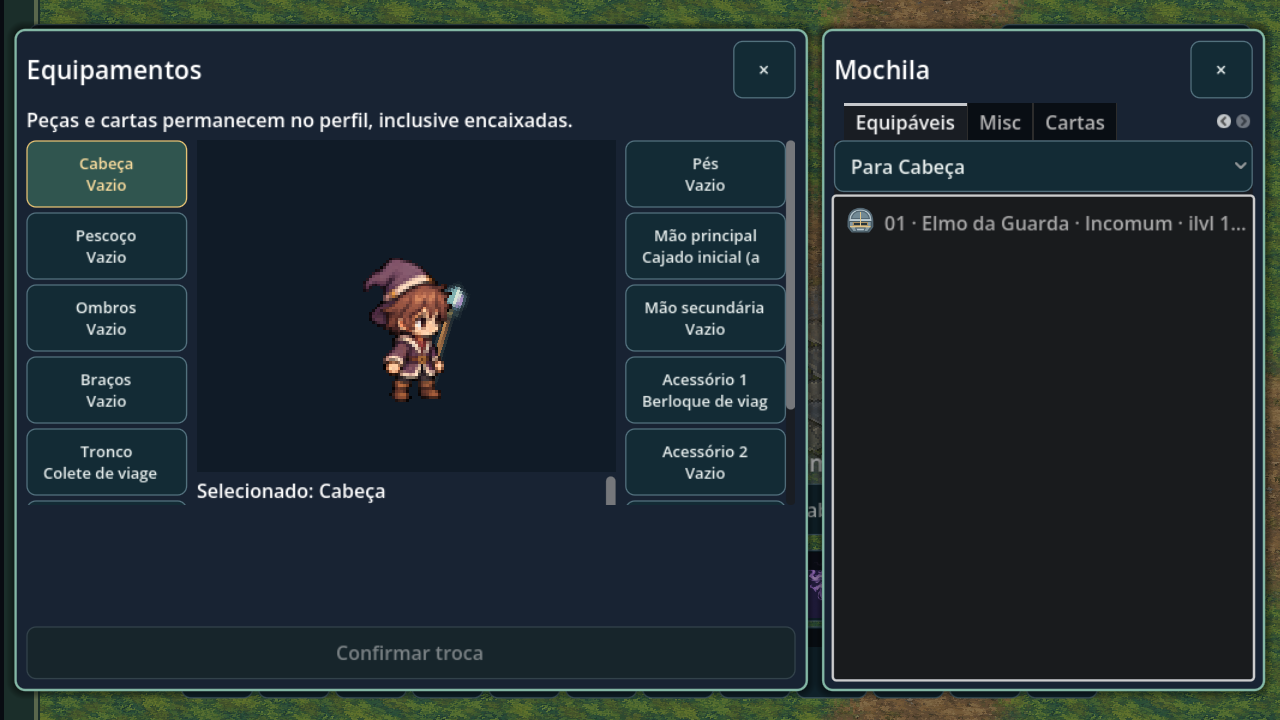 Equipamentos
×
Peças e cartas permanecem no perfil, inclusive encaixadas.
Cabeça
Vazio
Pescoço
Vazio
Ombros
Vazio
Braços
Vazio
Tronco
Colete de viage
Selecionado: Cabeça
Pés
Vazio
Mão principal
Cajado inicial (a
Mão secundária
Vazio
Acessório 1
Berloque de viag
Acessório 2
Vazio
Confirmar troca
Mochila
×
Equipáveis
Misc
Cartas
Para Cabeça
01 · Elmo da Guarda · Incomum · ilvl 1...